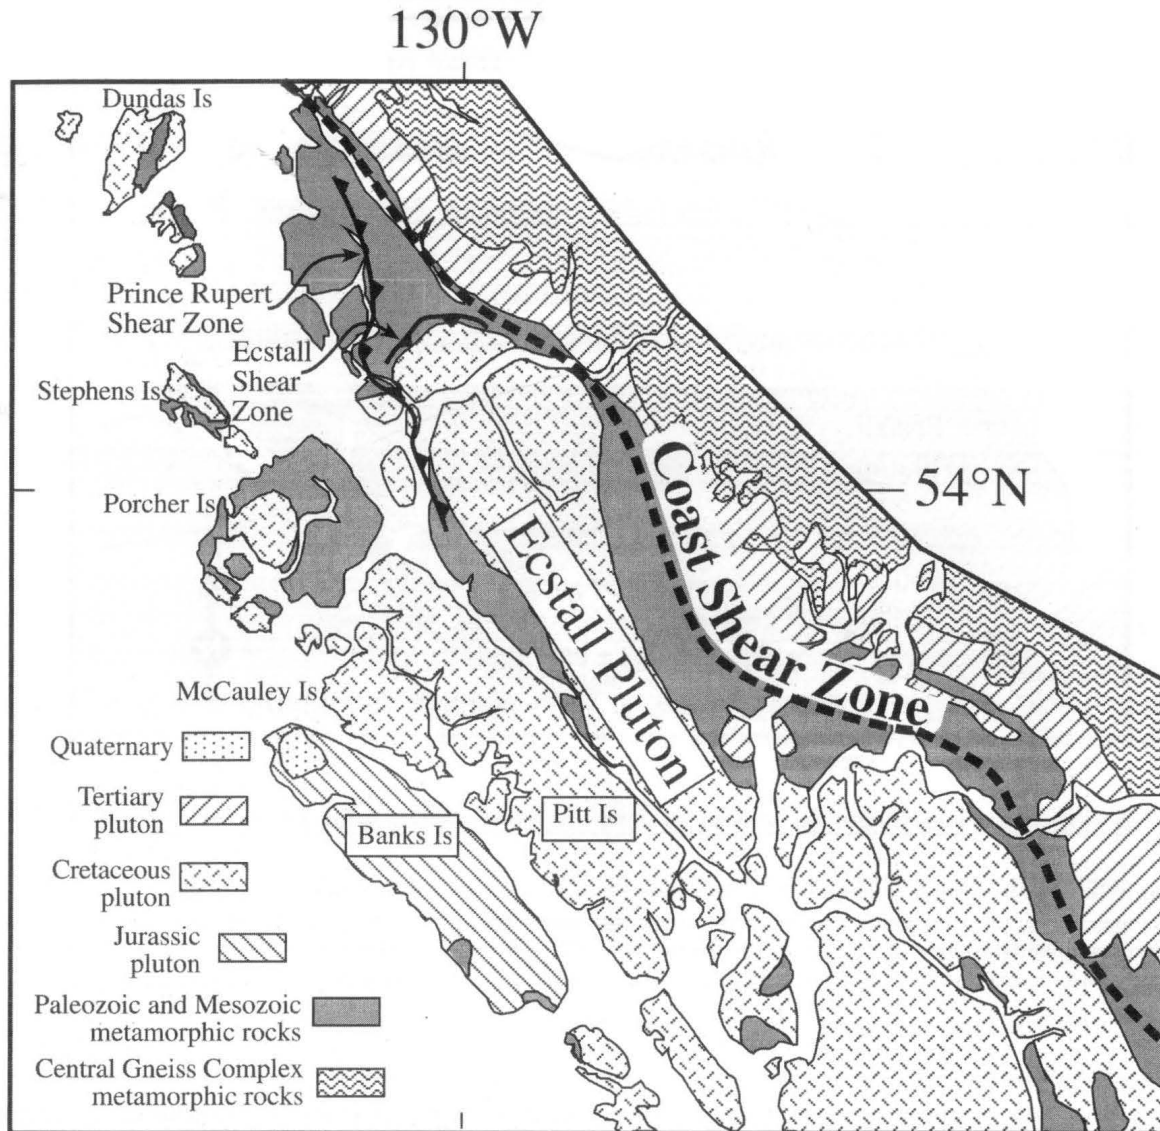 130°W
Dundas Is
Prince Rupert
Shear Zone
Ecstall
Shear
Zone
Stephens Is
Porcher Is
54°N
Coast Shear Zone
Ecstall Pluton
McCauley Is
Quaternary
Tertiary
pluton
Pitt Is
Banks Is
Cretaceous
pluton
Jurassic
pluton
Paleozoic and Mesozoic
metamorphic rocks
Central Gneiss Complex
metamorphic rocks